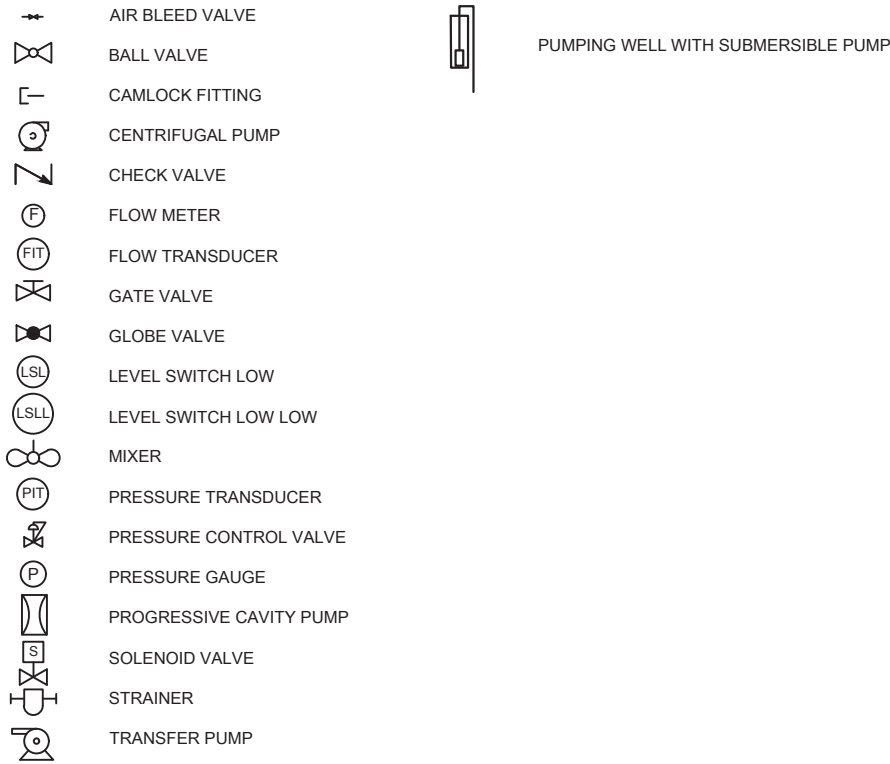 AIR BLEED VALVE
BALL VALVE
CAMLOCK FITTING
CENTRIFUGAL PUMP
CHECK VALVE
F FLOW METER
FIT FLOW TRANSDUCER
GATE VALVE
GLOBE VALVE
LSL LEVEL SWITCH LOW
LSLL LEVEL SWITCH LOW LOW
MIXER
PIT PRESSURE TRANSDUCER
PRESSURE CONTROL VALVE
P PRESSURE GAUGE
PROGRESSIVE CAVITY PUMP
S SOLENOID VALVE
STRAINER
TRANSFER PUMP
PUMPING WELL WITH SUBMERSIBLE PUMP